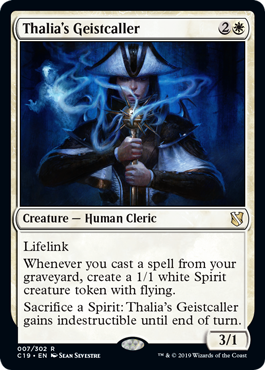 Thalia's Geistcaller 2
Creature — Human Cleric
Lifelink
Whenever you cast a spell from your
graveyard, create a 1/1 white Spirit
creature token with flying.
Sacrifice a Spirit: Thalia's Geistcaller
gains indestructible until end of turn.
3/1
007/302 R
C19 • EN Sean Sevestre
™ & © 2019 Wizards of the Coast